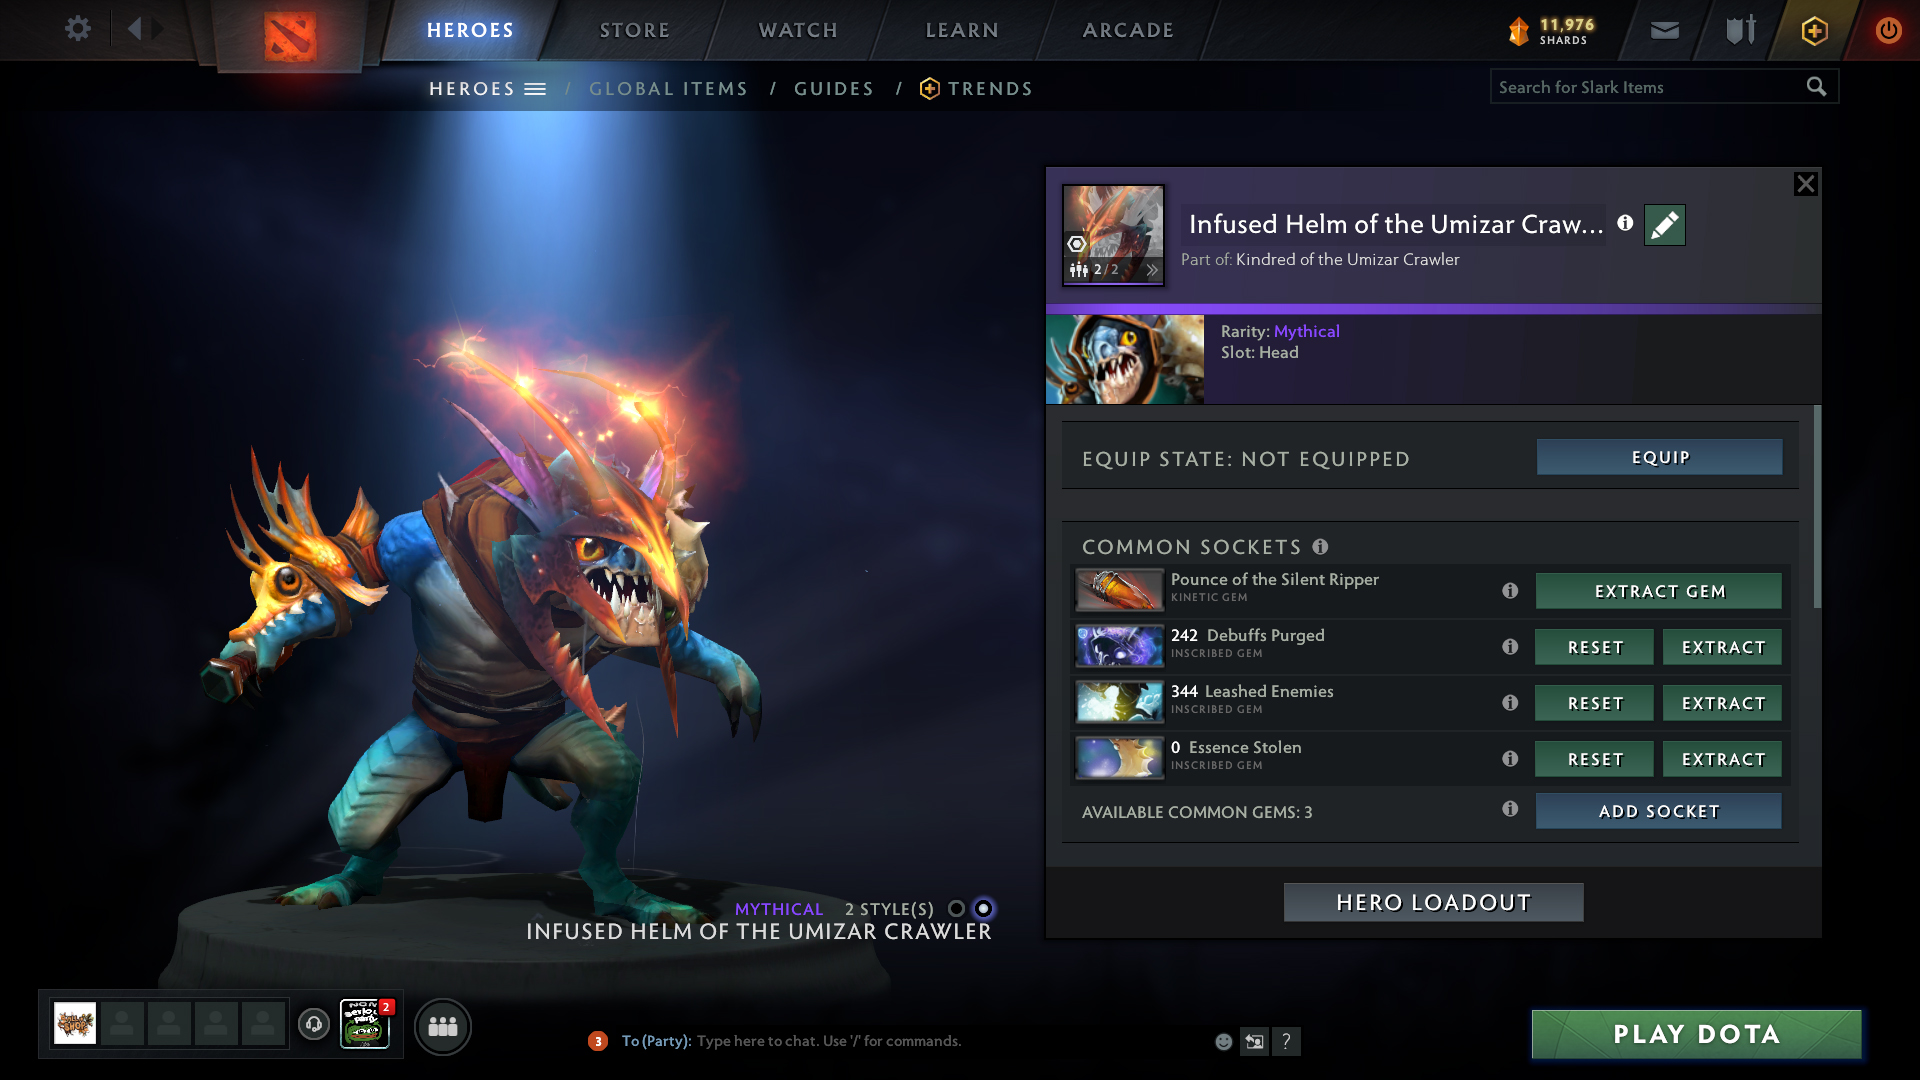 HEROES
STORE
WATCH
LEARN
ARCADE
11,976
SHARDS
HEROES / GLOBAL ITEMS / GUIDES / TRENDS
Search for Slark Items
Infused Helm of the Umizar Craw...
2/2
Part of: Kindred of the Umizar Crawler
Rarity: Mythical
Slot: Head
EQUIP STATE: NOT EQUIPPED
EQUIP
COMMON SOCKETS
Pounce of the Silent Ripper
KINETIC GEM
EXTRACT GEM
242 Debuffs Purged
INSCRIBED GEM
RESET
EXTRACT
344 Leashed Enemies
INSCRIBED GEM
RESET
EXTRACT
0 Essence Stolen
INSCRIBED GEM
RESET
EXTRACT
AVAILABLE COMMON GEMS: 3
ADD SOCKET
HERO LOADOUT
MYTHICAL 2 STYLE(S)
INFUSED HELM OF THE UMIZAR CRAWLER
2
3
To (Party): Type here to chat. Use '/' for commands.
?
PLAY DOTA